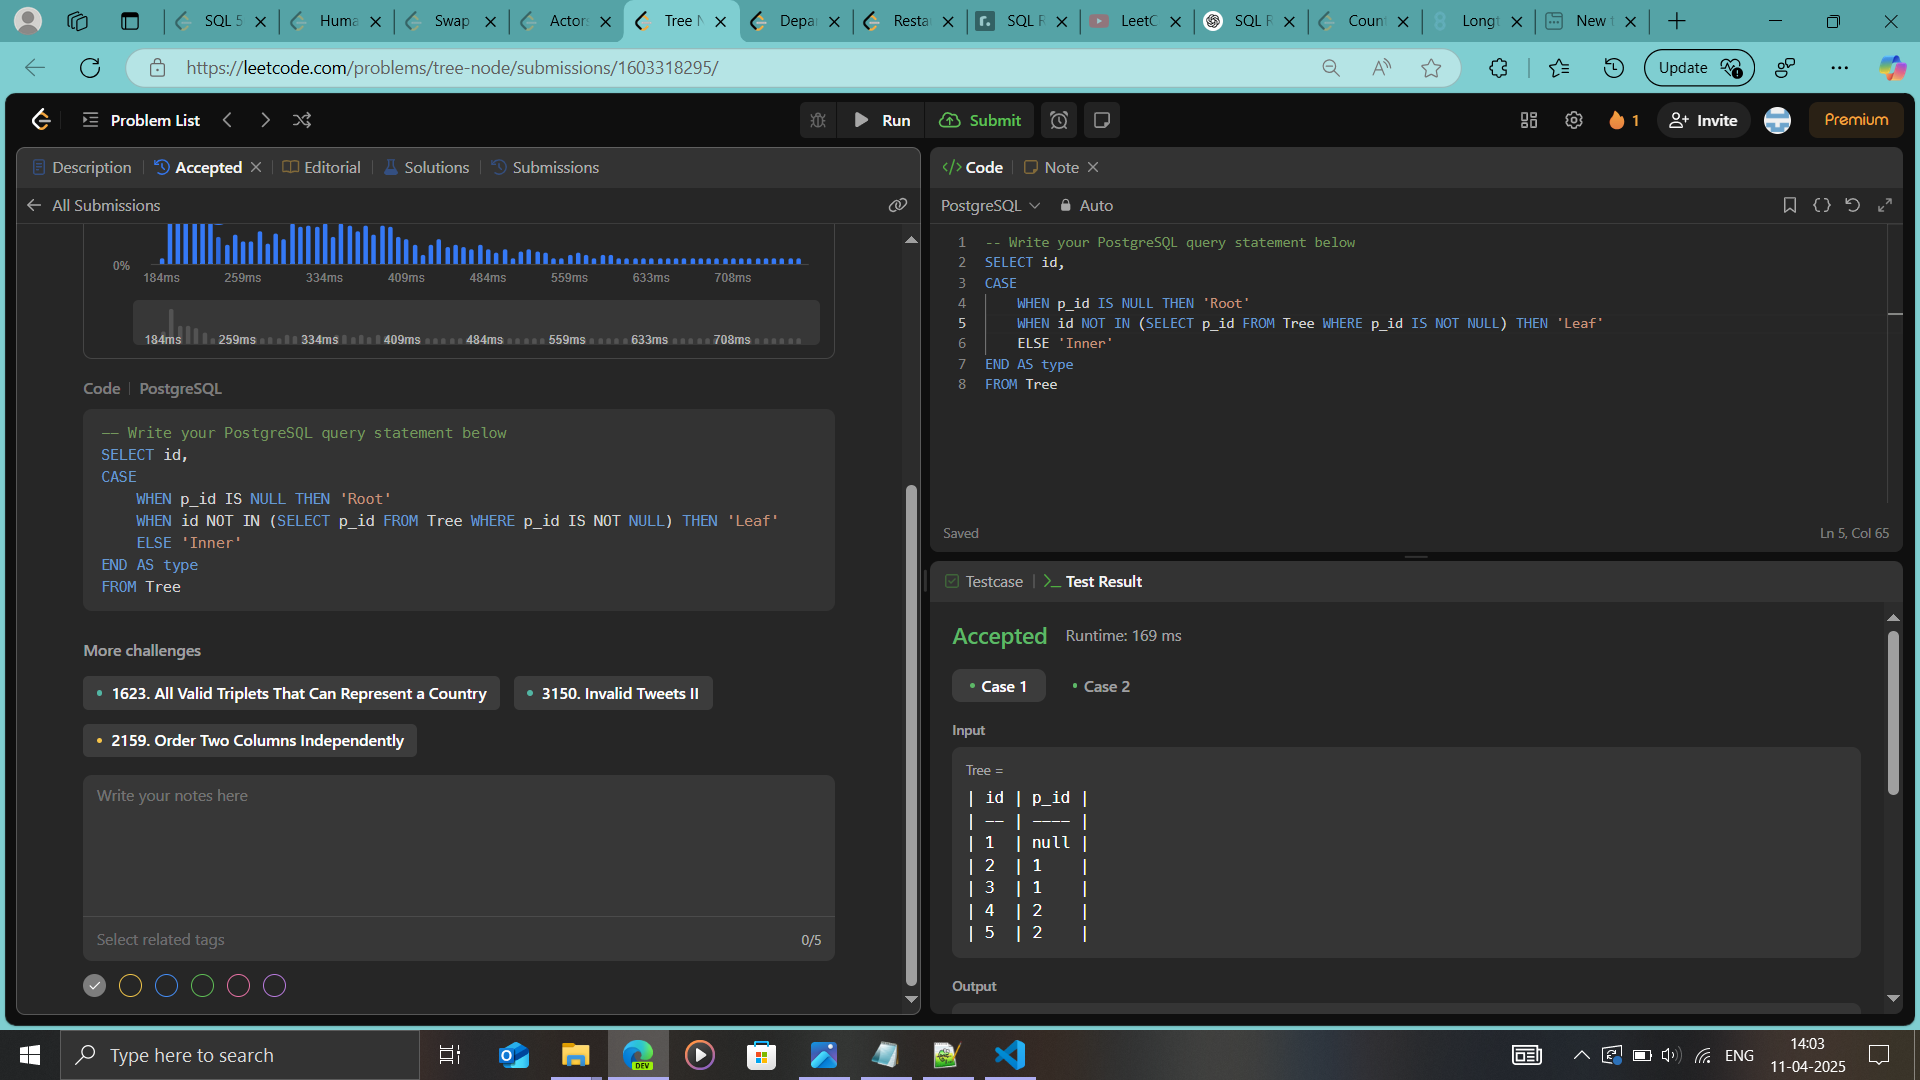 SQL 5
Huma
Swap
Actors
Tree N
Depar
Restau
SQL R
LeetC
SQL R
Count
Longt
New t
https://leetcode.com/problems/tree-node/submissions/1603318295/
Update
Problem List
Run
Submit
1
Invite
Premium
Description
Accepted
Editorial
Solutions
Submissions
All Submissions
0%
184ms 259ms 334ms 409ms 484ms 559ms 633ms 708ms
184ms 259ms 334ms 409ms 484ms 559ms 633ms 708ms
Code | PostgreSQL
-- Write your PostgreSQL query statement below
SELECT id,
CASE
WHEN p_id IS NULL THEN 'Root'
WHEN id NOT IN (SELECT p_id FROM Tree WHERE p_id IS NOT NULL) THEN 'Leaf'
ELSE 'Inner'
END AS type
FROM Tree
More challenges
1623. All Valid Triplets That Can Represent a Country
3150. Invalid Tweets II
2159. Order Two Columns Independently
Write your notes here
Select related tags
0/5
Code
Note
PostgreSQL
Auto
1 -- Write your PostgreSQL query statement below
2 SELECT id,
3 CASE
4 WHEN p_id IS NULL THEN 'Root'
5 WHEN id NOT IN (SELECT p_id FROM Tree WHERE p_id IS NOT NULL) THEN 'Leaf'
6 ELSE 'Inner'
7 END AS type
8 FROM Tree
Saved
Ln 5, Col 65
Testcase
Test Result
Accepted
Runtime: 169 ms
Case 1
Case 2
Input
Tree =
| id | p_id |
| -- | ---- |
| 1 | null |
| 2 | 1 |
| 3 | 1 |
| 4 | 2 |
| 5 | 2 |
Output
Type here to search
DEV
ENG
14:03
11-04-2025